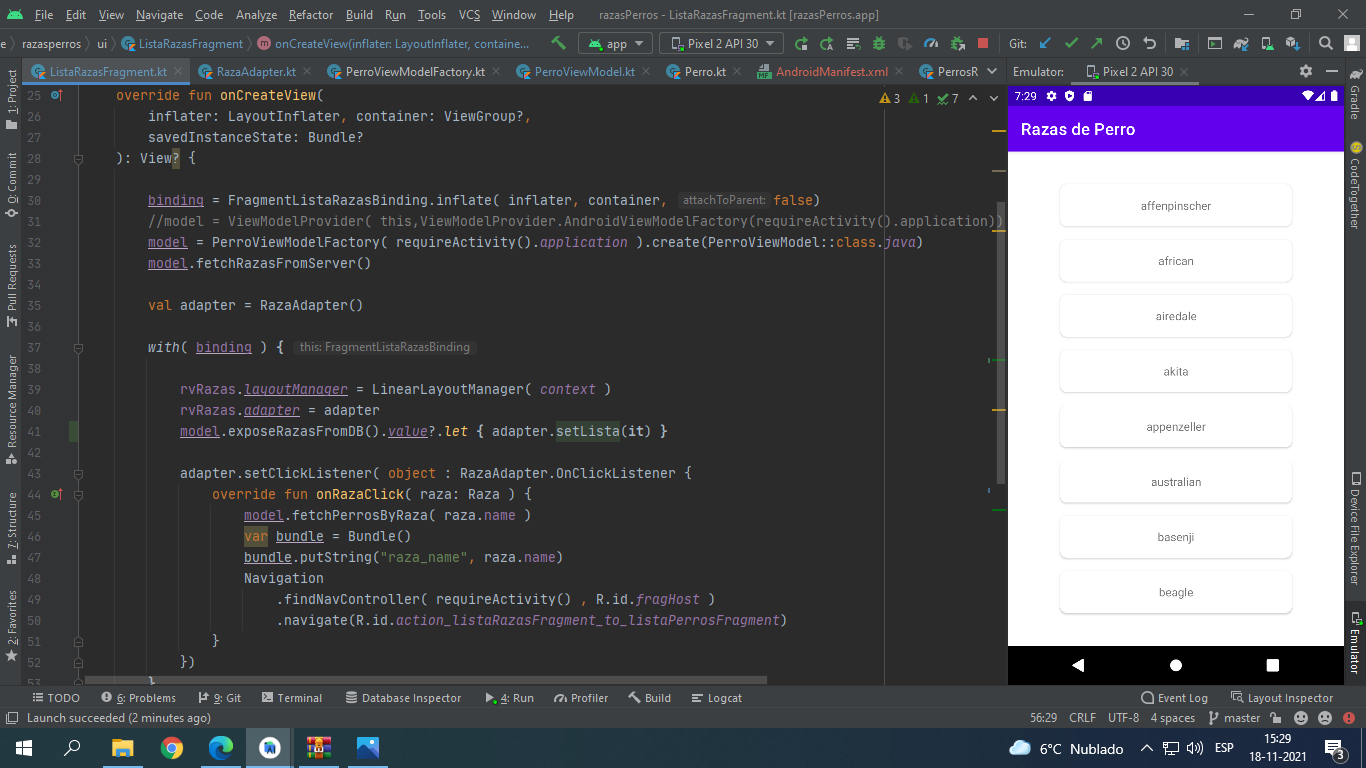 File Edit View Navigate Code Analyze Refactor Build Run Tools VCS Window Help razasPerros - ListaRazasFragment.kt [razasPerros.app]
e razasperros ui ListaRazasFragment onCreateView(inflater: LayoutInflater, containe... app Pixel 2 API 30 Git:
ListaRazasFragment.kt RazaAdapter.kt PerroViewModelFactory.kt PerroViewModel.kt Perro.kt AndroidManifest.xml PerrosR Emulator: Pixel 2 API 30
1: Project
0: Commit
Pull Requests
Resource Manager
7: Structure
2: Favorites
3 1 7
25 override fun onCreateView(
26 inflater: LayoutInflater, container: ViewGroup?,
27 savedInstanceState: Bundle?
28 ): View? {
29
30 binding = FragmentListaRazasBinding.inflate( inflater, container, attachToParent: false)
31 //model = ViewModelProvider( this,ViewModelProvider.AndroidViewModelFactory(requireActivity().application))
32 model = PerroViewModelFactory( requireActivity().application ).create(PerroViewModel::class.java)
33 model.fetchRazasFromServer()
34
35 val adapter = RazaAdapter()
36
37 with( binding ) { this: FragmentListaRazasBinding
38
39 rvRazas.layoutManager = LinearLayoutManager( context )
40 rvRazas.adapter = adapter
41 model.exposeRazasFromDB().value?.let { adapter.setLista(it) }
42
43 adapter.setClickListener( object : RazaAdapter.OnClickListener {
44 override fun onRazaClick( raza: Raza ) {
45 model.fetchPerrosByRaza( raza.name )
46 var bundle = Bundle()
47 bundle.putString("raza_name", raza.name)
48 Navigation
49 .findNavController( requireActivity() , R.id.fragHost )
50 .navigate(R.id.action_listaRazasFragment_to_listaPerrosFragment)
51 }
52 })
53 }
7:29
Razas de Perro
affenpinscher
african
airedale
akita
appenzeller
australian
basenji
beagle
Gradle
CodeTogether
Device File Explorer
Emulator
TODO 6: Problems 9: Git Terminal Database Inspector 4: Run Profiler Build Logcat Event Log Layout Inspector
Launch succeeded (2 minutes ago) 56:29 CRLF UTF-8 4 spaces master
6°C Nublado ESP 15:29
18-11-2021 3